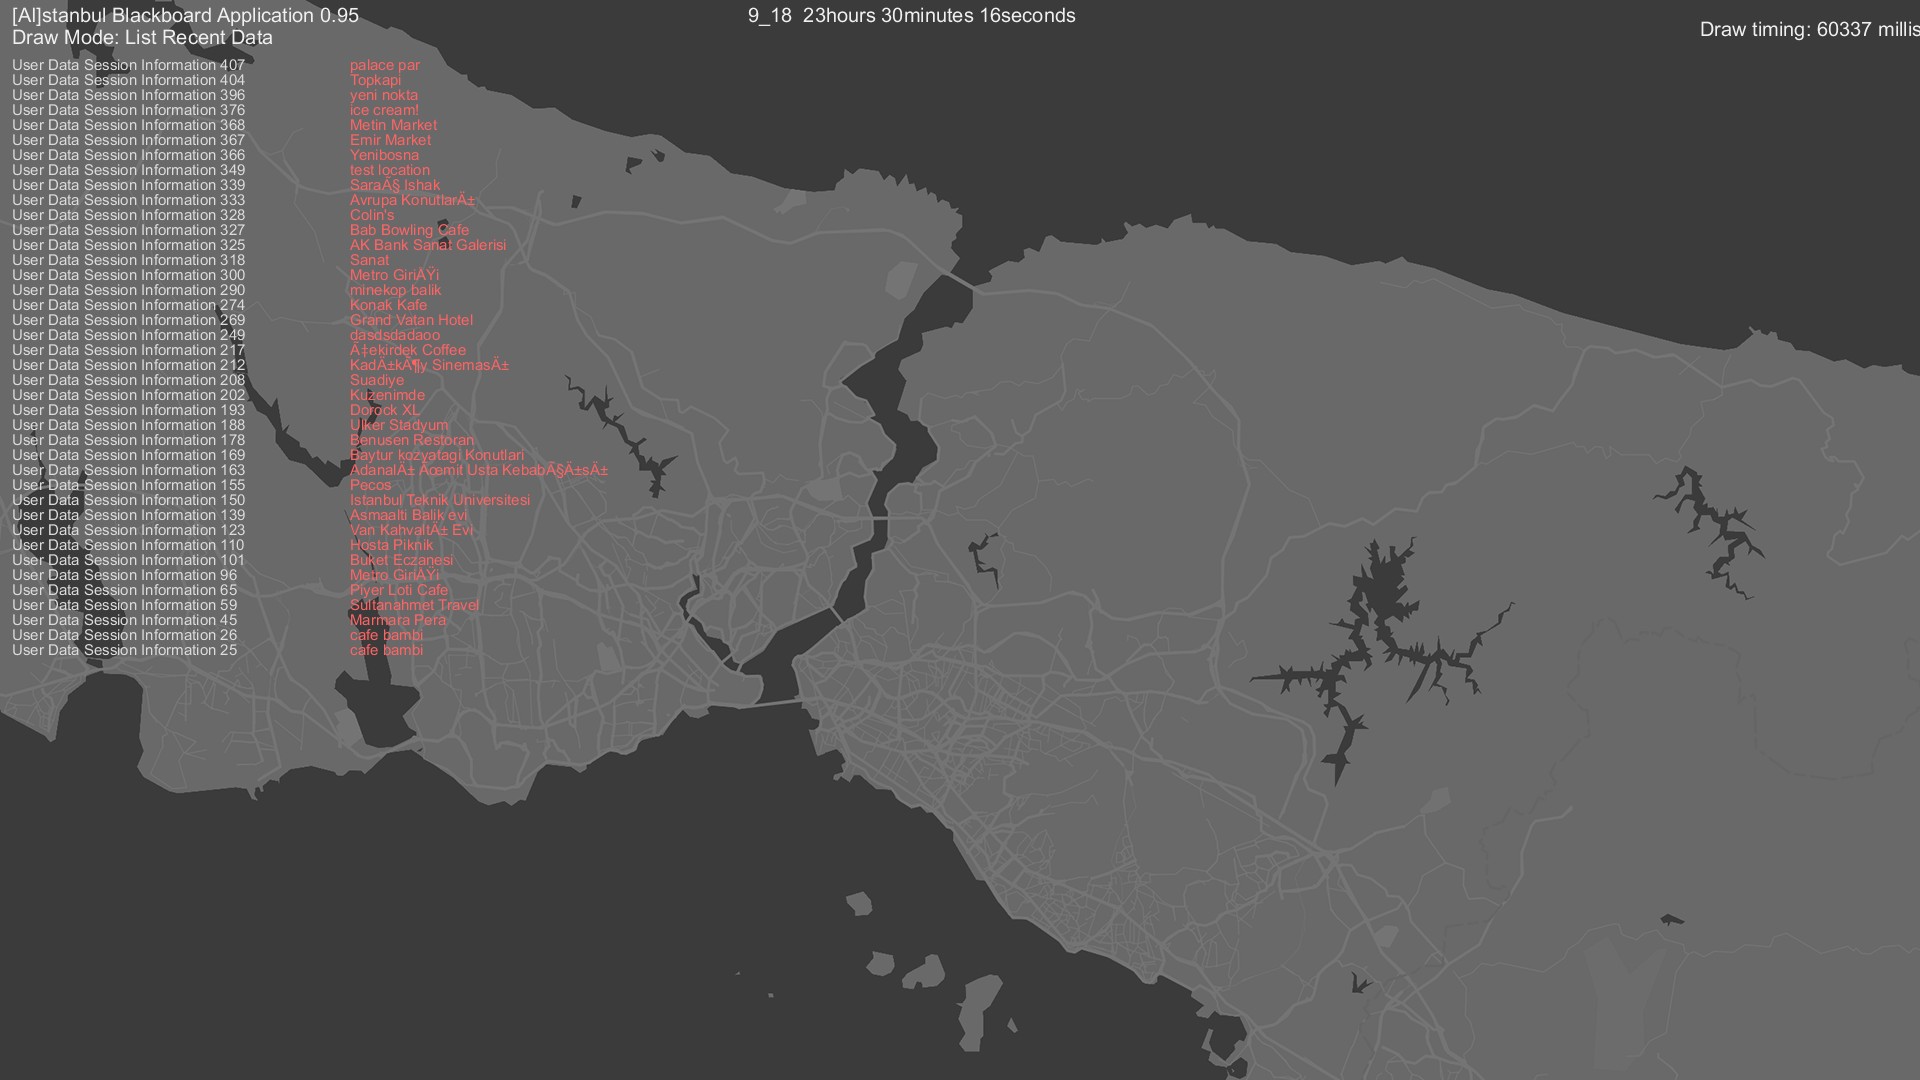 [AI]stanbul Blackboard Application 0.95
9_18 23hours 30minutes 16seconds
Draw timing: 60337 millis
Draw Mode: List Recent Data
User Data Session Information 407 palace par
User Data Session Information 404 Topkapi
User Data Session Information 396 yeni nokta
User Data Session Information 376 ice cream!
User Data Session Information 368 Metin Market
User Data Session Information 367 Emir Market
User Data Session Information 366 Yenibosna
User Data Session Information 349 test location
User Data Session Information 339 SaraÃ§ Ishak
User Data Session Information 333 Avrupa KonutlarÄ±
User Data Session Information 328 Colin's
User Data Session Information 327 Bab Bowling Cafe
User Data Session Information 325 AK Bank Sanat Galerisi
User Data Session Information 318 Sanat
User Data Session Information 300 Metro GiriÅŸi
User Data Session Information 290 minekop balik
User Data Session Information 274 Konak Kafe
User Data Session Information 269 Grand Vatan Hotel
User Data Session Information 249 dasdsdadaoo
User Data Session Information 217 Ã‡ekirdek Coffee
User Data Session Information 212 KadÄ±kÃ¶y SinemasÄ±
User Data Session Information 208 Suadiye
User Data Session Information 202 Kuzenimde
User Data Session Information 193 Dorock XL
User Data Session Information 188 Ulker Stadyum
User Data Session Information 178 Benusen Restoran
User Data Session Information 169 Baytur kozyatagi Konutlari
User Data Session Information 163 AdanalÄ± Ãœmit Usta KebabÃ§Ä±sÄ±
User Data Session Information 155 Pecos
User Data Session Information 150 Istanbul Teknik Universitesi
User Data Session Information 139 Asmaalti Balik evi
User Data Session Information 123 Van KahvaltÄ± Evi
User Data Session Information 110 Hosta Piknik
User Data Session Information 101 Buket Eczanesi
User Data Session Information 96 Metro GiriÅŸi
User Data Session Information 65 Piyer Loti Cafe
User Data Session Information 59 Sultanahmet Travel
User Data Session Information 45 Marmara Pera
User Data Session Information 26 cafe bambi
User Data Session Information 25 cafe bambi